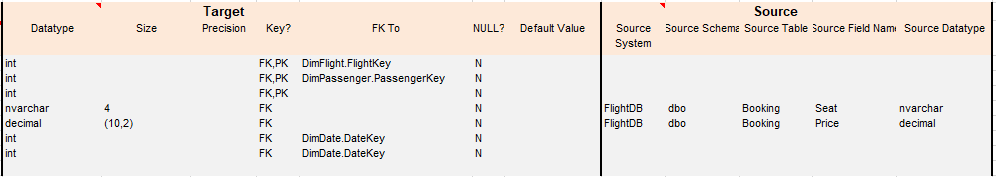 Target Source
Datatype Size Precision Key? FK To NULL? Default Value Source System Source Schema Source Table Source Field Name Source Datatype
int FK,PK DimFlight.FlightKey N
int FK,PK DimPassenger.PassengerKey N
int FK,PK N
nvarchar 4 FK N FlightDB dbo Booking Seat nvarchar
decimal (10,2) FK N FlightDB dbo Booking Price decimal
int FK DimDate.DateKey N
int FK DimDate.DateKey N